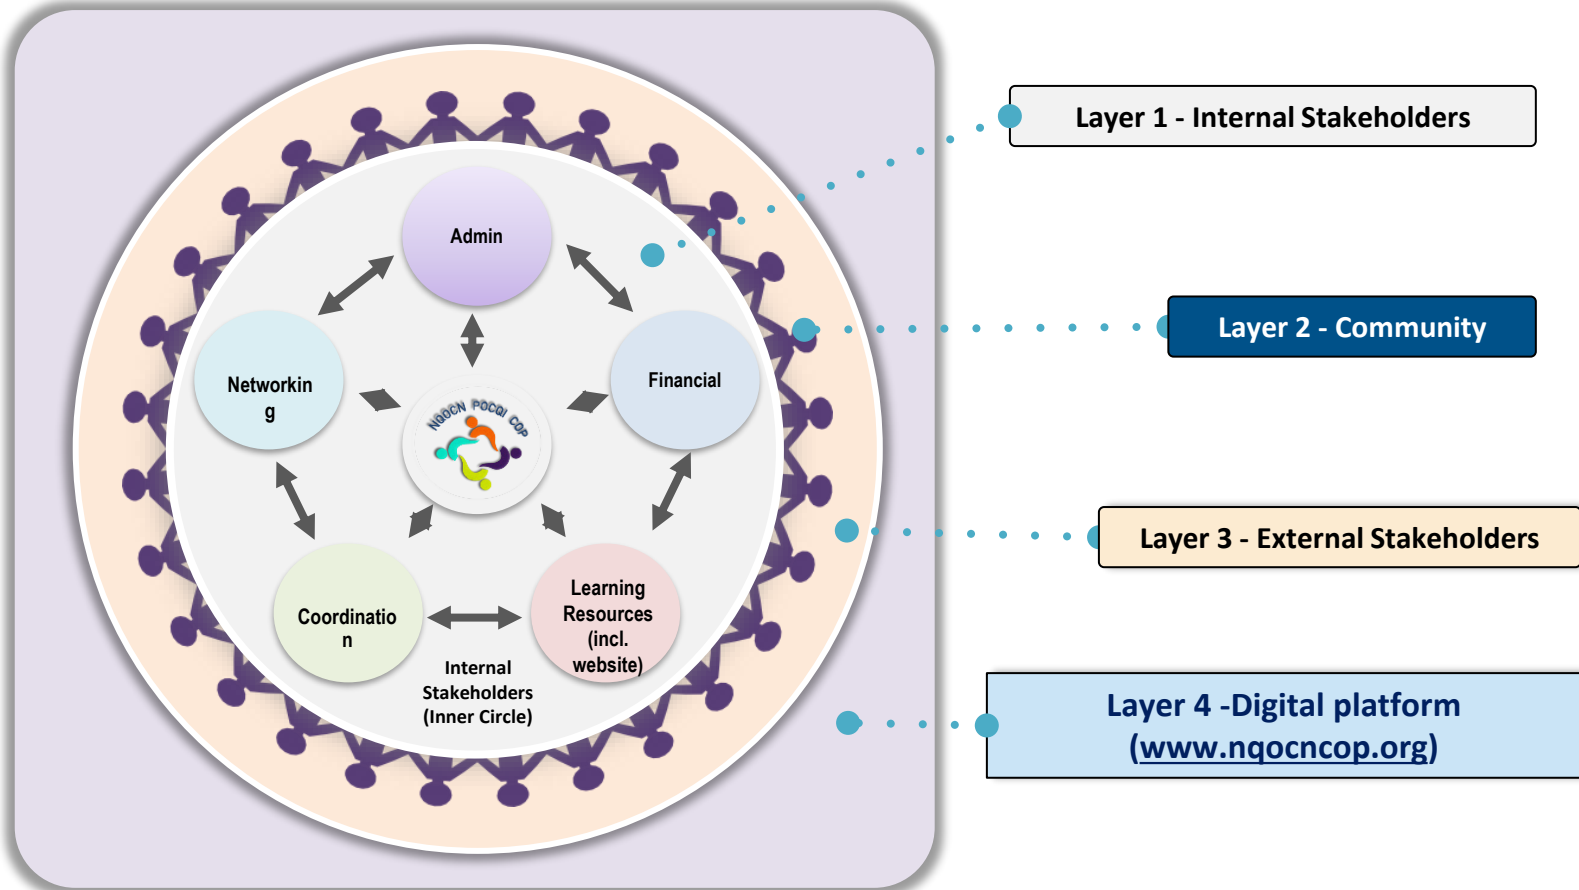 Layer 1 - Internal Stakeholders
Admin
Layer 2 - Community
Networkin
g
Financial
NQOCN POCQI COP
Layer 3 - External Stakeholders
Coordinatio
n
Learning
Resources
(incl.
website)
Internal
Stakeholders
(Inner Circle)
Layer 4 -Digital platform
(www.nqocncop.org)